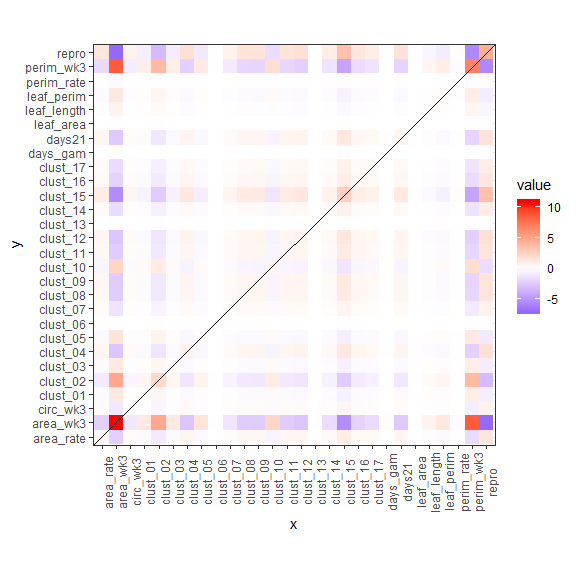 repro
perim_wk3
perim_rate
leaf_perim
leaf_length
leaf_area
days21
days_gam
clust_17
clust_16
clust_15
clust_14
clust_13
clust_12
clust_11
clust_10
clust_09
clust_08
clust_07
clust_06
clust_05
clust_04
clust_03
clust_02
clust_01
circ_wk3
area_wk3
area_rate
y
area_rate
area_wk3
circ_wk3
clust_01
clust_02
clust_03
clust_04
clust_05
clust_06
clust_07
clust_08
clust_09
clust_10
clust_11
clust_12
clust_13
clust_14
clust_15
clust_16
clust_17
days_gam
days21
leaf_area
leaf_length
leaf_perim
perim_rate
perim_wk3
repro
x
value
10
5
0
-5